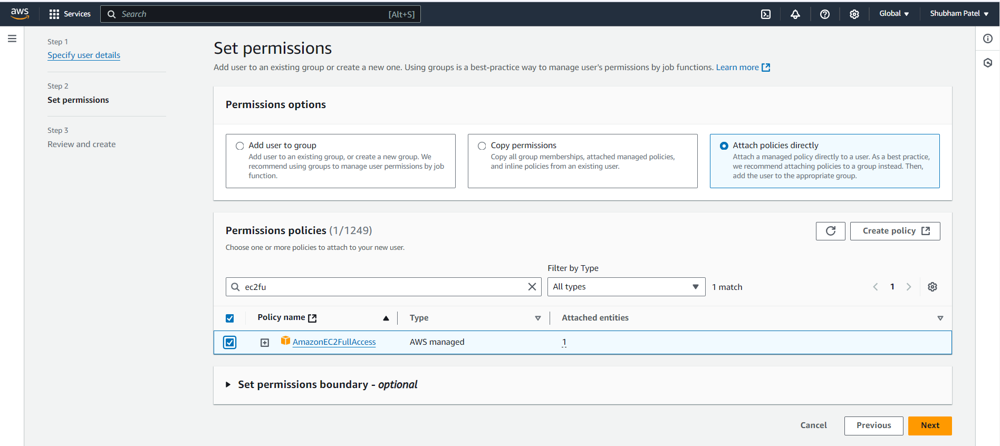 aws
Services
Search
[Alt+S]
Global
Shubham Patel
Step 1
Specify user details
Step 2
Set permissions
Step 3
Review and create
Set permissions
Add user to an existing group or create a new one. Using groups is a best-practice way to manage user's permissions by job functions. Learn more
Permissions options
Add user to group
Add user to an existing group, or create a new group. We
recommend using groups to manage user permissions by job
function.
Copy permissions
Copy all group memberships, attached managed policies,
and inline policies from an existing user.
Attach policies directly
Attach a managed policy directly to a user. As a best practice,
we recommend attaching policies to a group instead. Then,
add the user to the appropriate group.
Permissions policies (1/1249)
Create policy
Choose one or more policies to attach to your new user.
Filter by Type
ec2fu
All types
1 match
1
Policy name
Type
Attached entities
AmazonEC2FullAccess
AWS managed
1
Set permissions boundary - optional
Cancel
Previous
Next